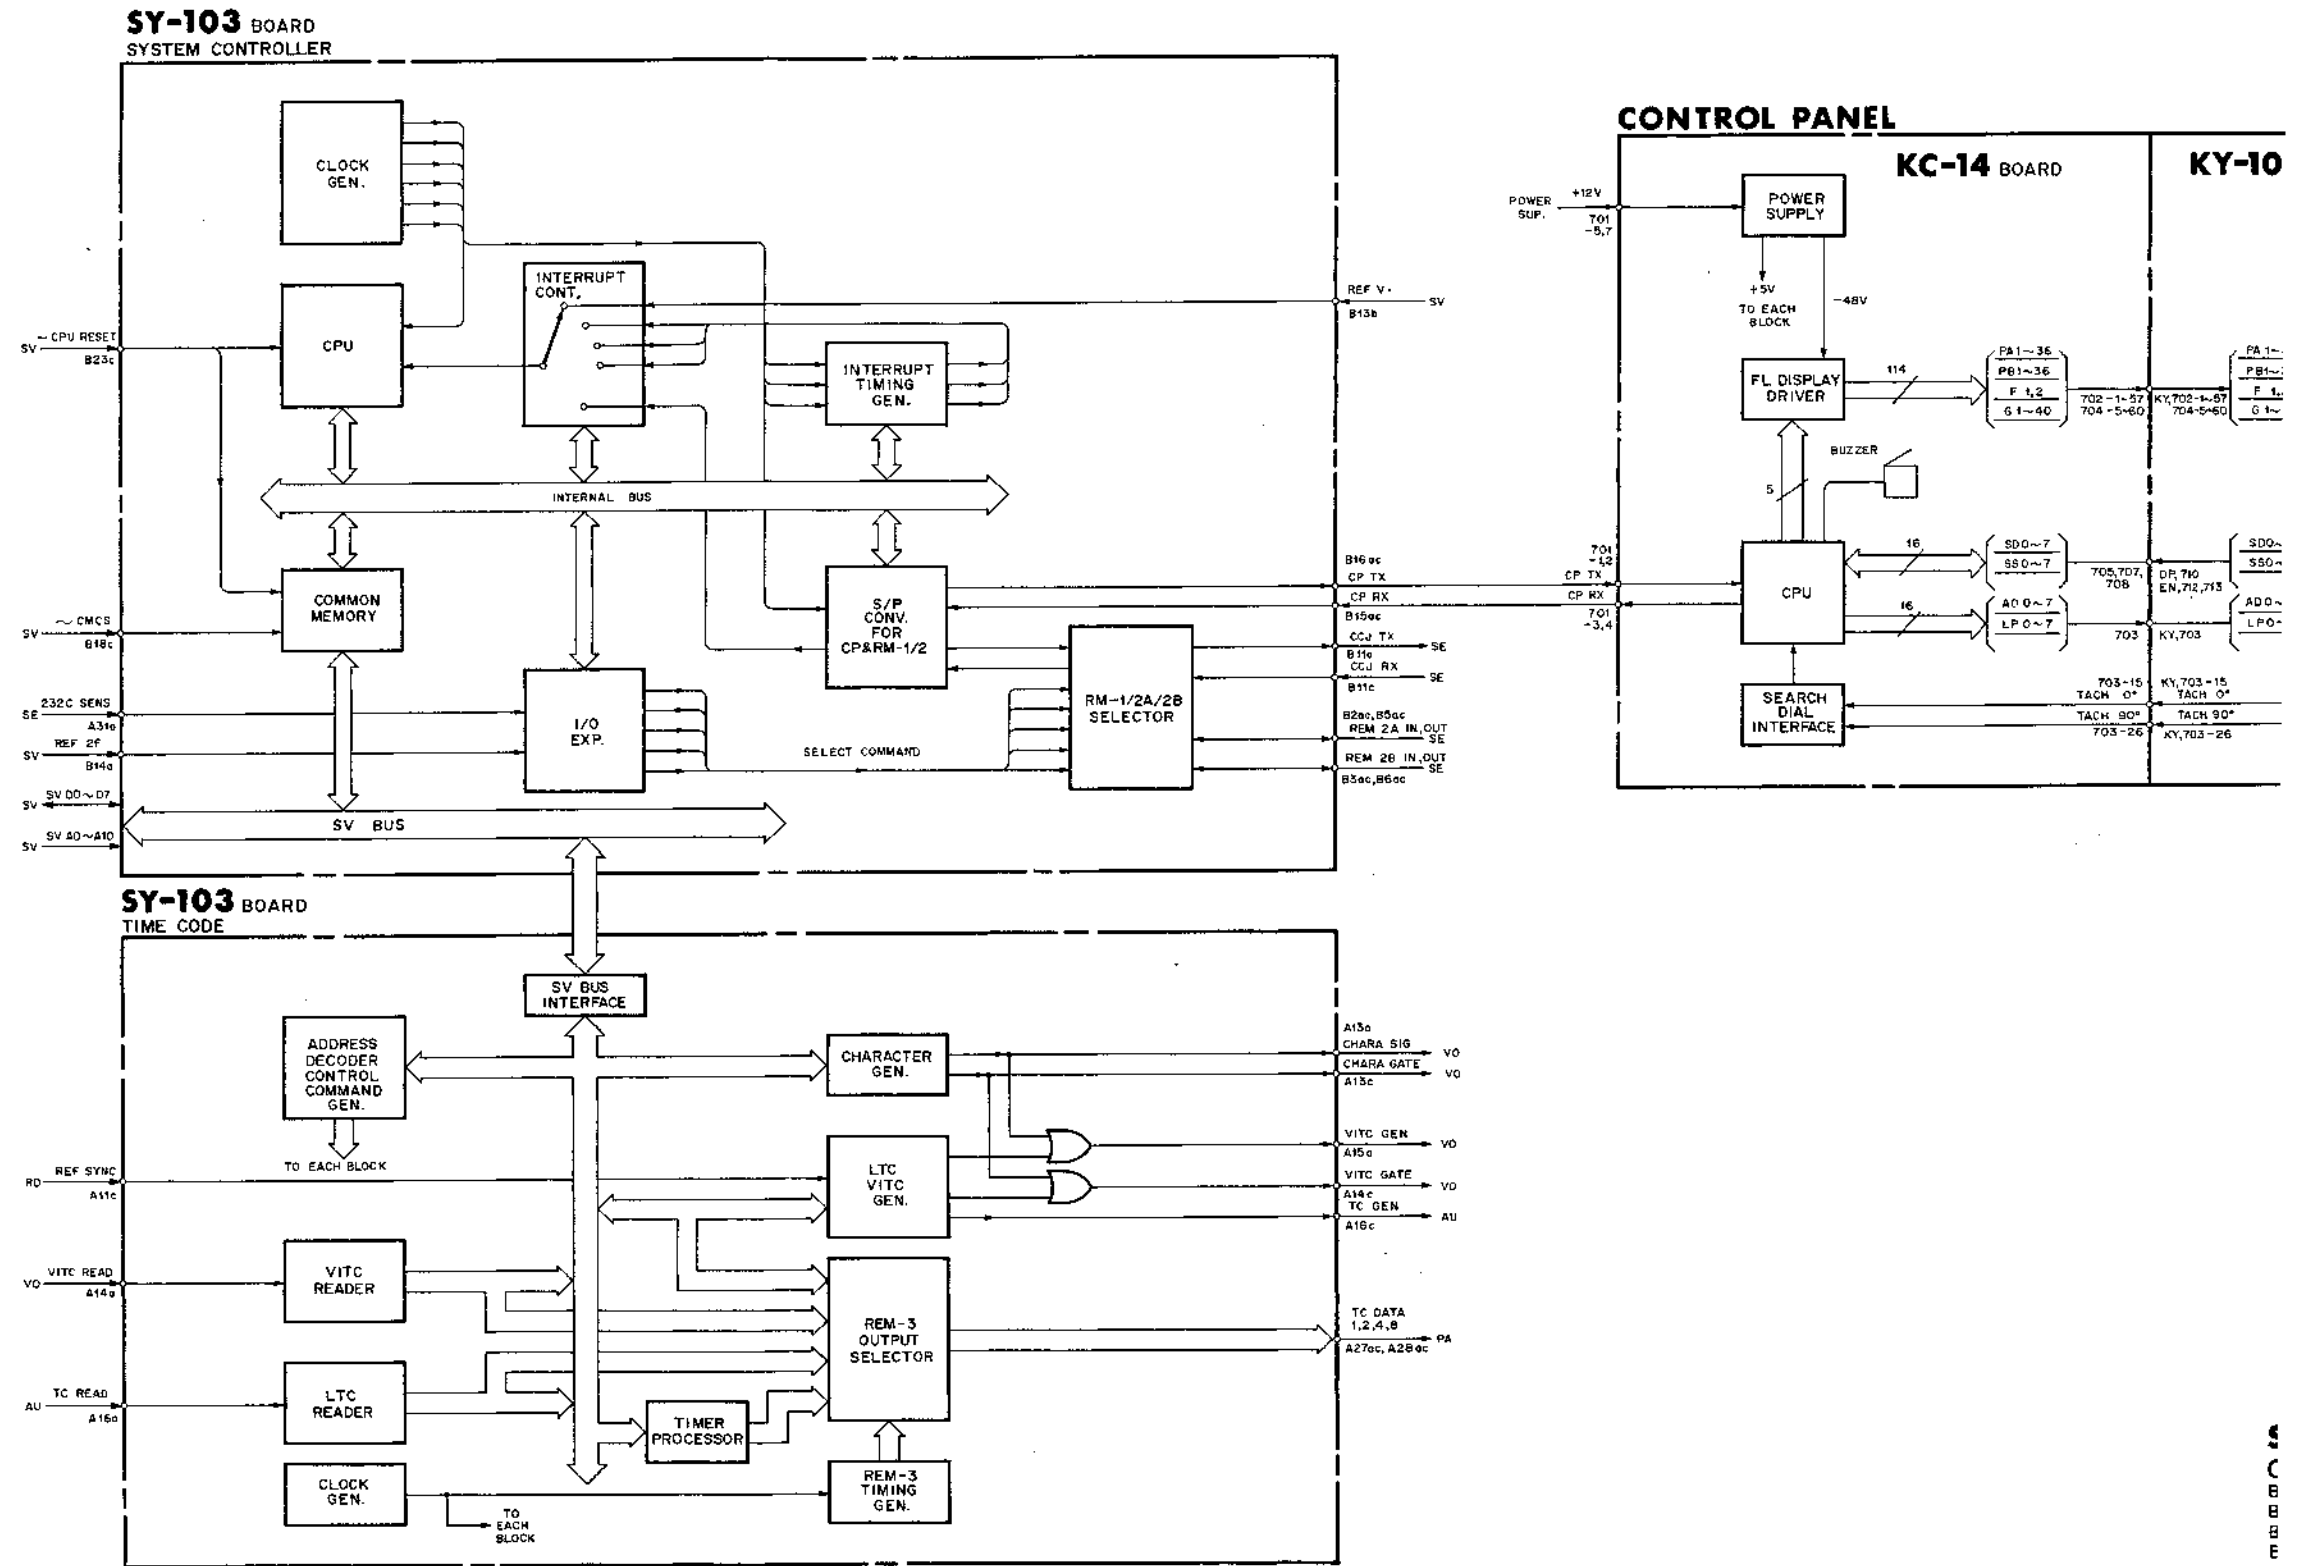 SY-103 BOARD
SYSTEM CONTROLLER
CLOCK
GEN.
INTERRUPT
CONT.
CPU
INTERRUPT
TIMING
GEN.
INTERNAL BUS
COMMON
MEMORY
S/P
CONV.
FOR
CP&RM-1/2
I/O
EXP.
RM-1/2A/2B
SELECTOR
SELECT COMMAND
SV BUS
~ CPU RESET
SV
B23c
~ CMCS
SV
B18c
232C SENS
SE
A31a
REF 2f
SV
B14a
SV D0~D7
SV
SV A0~A10
SV
REF V.
SV
B13b
B16ac
CP TX
CP RX
B15ac
CCJ TX
SE
B11a
CCJ RX
SE
B11c
B2ac,B5ac
REM 2A IN,OUT
SE
REM 2B IN,OUT
SE
B3ac,B6ac
CONTROL PANEL
KC-14 BOARD
KY-10
POWER
SUP.
+12V
701
-5,7
POWER
SUPPLY
+5V
TO EACH
BLOCK
-48V
FL DISPLAY
DRIVER
114
PA1~36
PB1~36
F 1,2
G1~40
702-1~57
704-5~60
KY,702-1~57
704-5~60
PA 1~
PB1~
F 1,
G 1~
BUZZER
5
CPU
701
-1,2
CP TX
CP RX
701
-3,4
16
SD0~7
SS0~7
705,707,
708
DP,710
EN,712,713
SD0~
SS0~
16
AD0~7
LP0~7
703
KY,703
AD0~
LP0~
SEARCH
DIAL
INTERFACE
703-15
TACH 0°
TACH 90°
703-26
KY,703-15
TACH 0°
TACH 90°
KY,703-26
SY-103 BOARD
TIME CODE
SV BUS
INTERFACE
ADDRESS
DECODER
CONTROL
COMMAND
GEN.
TO EACH BLOCK
CHARACTER
GEN.
LTC
VITC
GEN.
VITC
READER
LTC
READER
REM-3
OUTPUT
SELECTOR
TIMER
PROCESSOR
CLOCK
GEN.
REM-3
TIMING
GEN.
TO
EACH
BLOCK
REF SYNC
RD
A11c
VITC READ
VO
A14a
TC READ
AU
A16a
A13a
CHARA SIG
VO
CHARA GATE
VO
A13c
VITC GEN
VO
A15a
VITC GATE
VO
A14c
TC GEN
AU
A16c
TC DATA
1,2,4,8
PA
A27ac, A28ac